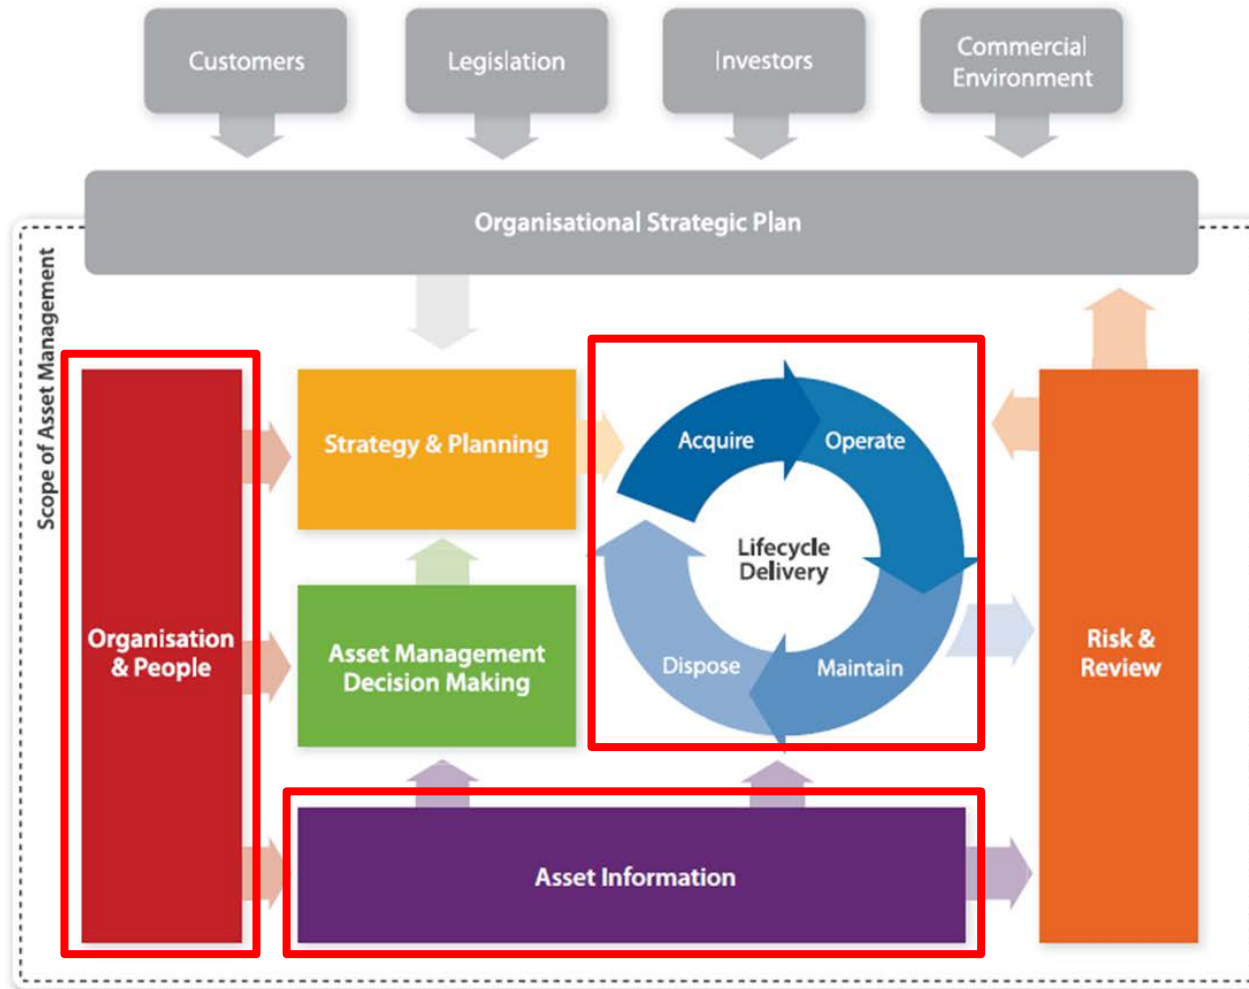 Customers
Legislation
Investors
Commercial
Environment
Organisational Strategic Plan
Scope of Asset Management
Strategy & Planning
Acquire
Operate
Lifecycle
Delivery
Organisation
& People
Asset Management
Decision Making
Dispose
Maintain
Risk &
Review
Asset Information